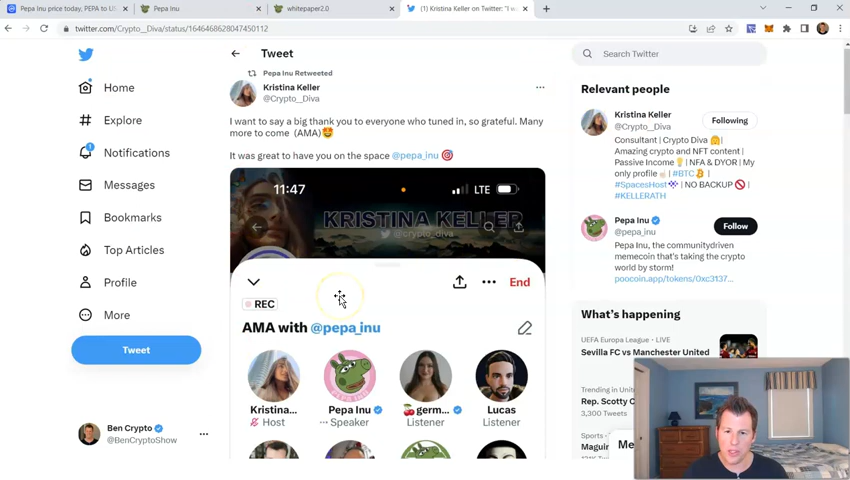 Pepa Inu price today, PEPA to U
Pepa Inu
whitepaper2.0
(1) Kristina Keller on Twitter: "I w
twitter.com/Crypto__Diva/status/1646468628047450112
Home
Explore
1
Notifications
Messages
Bookmarks
Top Articles
Profile
More
Tweet
Ben Crypto
@BenCryptoShow
Tweet
Pepa Inu Retweeted
Kristina Keller
@Crypto__Diva
I want to say a big thank you to everyone who tuned in, so grateful. Many
more to come (AMA)🤩
It was great to have you on the space @pepa_inu 🎯
11:47
LTE
KRISTINA KELLER
@crypto_diva
End
REC
AMA with @pepa_inu
Kristina...
Host
Pepa Inu
Speaker
🍒germ...
Listener
Lucas
Listener
Search Twitter
Relevant people
Kristina Keller
@Crypto__Diva
Following
Consultant | Crypto Diva |
Amazing crypto and NFT content |
Passive Income | NFA & DYOR | My
only profile | #BTC |
#SpacesHost | NO BACKUP 🚫 |
#KELLERATH
Pepa Inu
@pepa_inu
Follow
Pepa Inu, the communitydriven
memecoin that's taking the crypto
world by storm!
poocoin.app/tokens/0xc3137...
What's happening
UEFA Europa League · LIVE
Sevilla FC vs Manchester United
Trending in Unit
Rep. Scotty
3,300 Tweets
Sports ·
Magui
Me